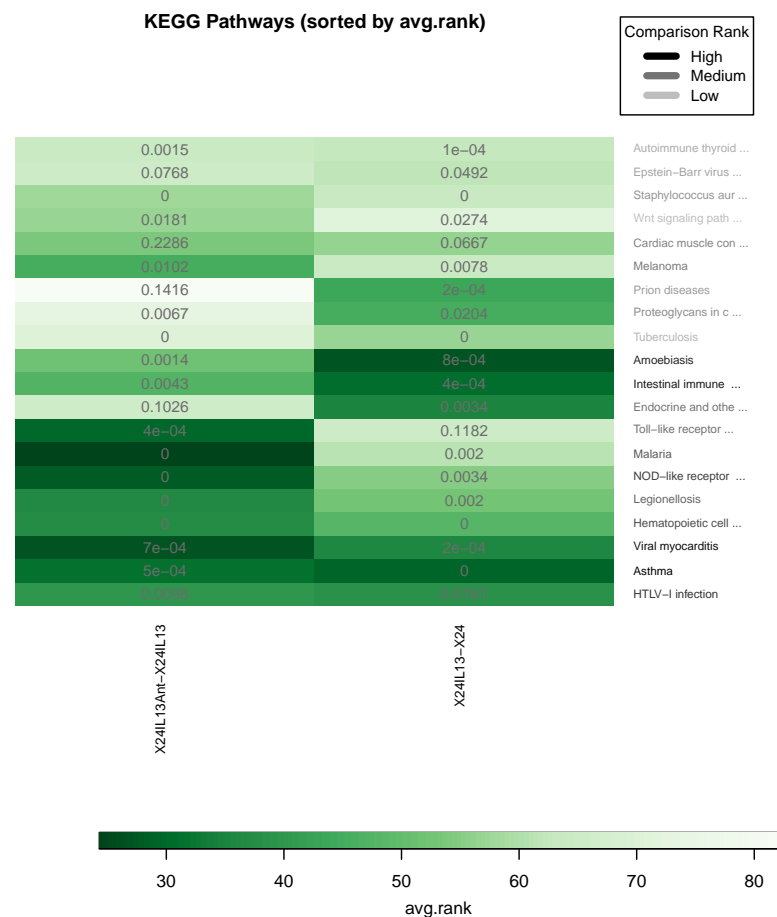 KEGG Pathways (sorted by avg.rank)
Comparison Rank
High
Medium
Low
0.0015 1e−04 Autoimmune thyroid ...
0.0768 0.0492 Epstein−Barr virus ...
0 0 Staphylococcus aur ...
0.0181 0.0274 Wnt signaling path ...
0.2286 0.0667 Cardiac muscle con ...
0.0102 0.0078 Melanoma
0.1416 2e−04 Prion diseases
0.0067 0.0204 Proteoglycans in c ...
0 0 Tuberculosis
0.0014 8e−04 Amoebiasis
0.0043 4e−04 Intestinal immune ...
0.1026 0.0034 Endocrine and othe ...
4e−04 0.1182 Toll−like receptor ...
0 0.002 Malaria
0 0.0034 NOD−like receptor ...
0 0.002 Legionellosis
0 0 Hematopoietic cell ...
7e−04 2e−04 Viral myocarditis
5e−04 0 Asthma
HTLV−I infection
X24IL13Ant−X24IL13
X24IL13−X24
30 40 50 60 70 80
avg.rank